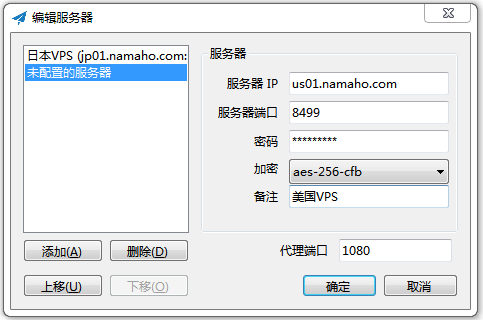 编辑服务器
日本VPS (jp01.namaho.com:
未配置的服务器
服务器
服务器 IP us01.namaho.com
服务器端口 8499
密码 *********
加密 aes-256-cfb
备注 美国VPS
添加(A) 删除(D) 代理端口 1080
上移(U) 下移(O) 确定 取消